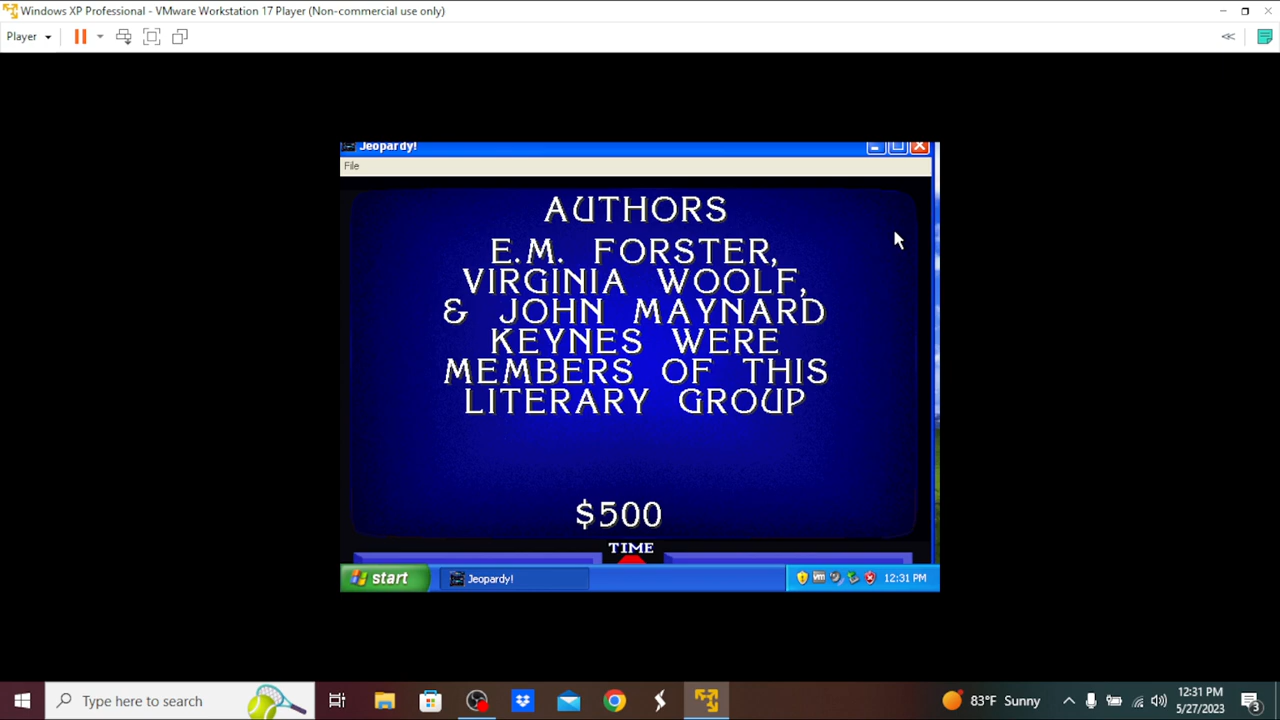 Windows XP Professional - VMware Workstation 17 Player (Non-commercial use only)
Player
Jeopardy!
File
AUTHORS
E.M. FORSTER,
VIRGINIA WOOLF,
& JOHN MAYNARD
KEYNES WERE
MEMBERS OF THIS
LITERARY GROUP
$500
TIME
start
Jeopardy!
vm
12:31 PM
Type here to search
83°F Sunny
12:31 PM
5/27/2023
3